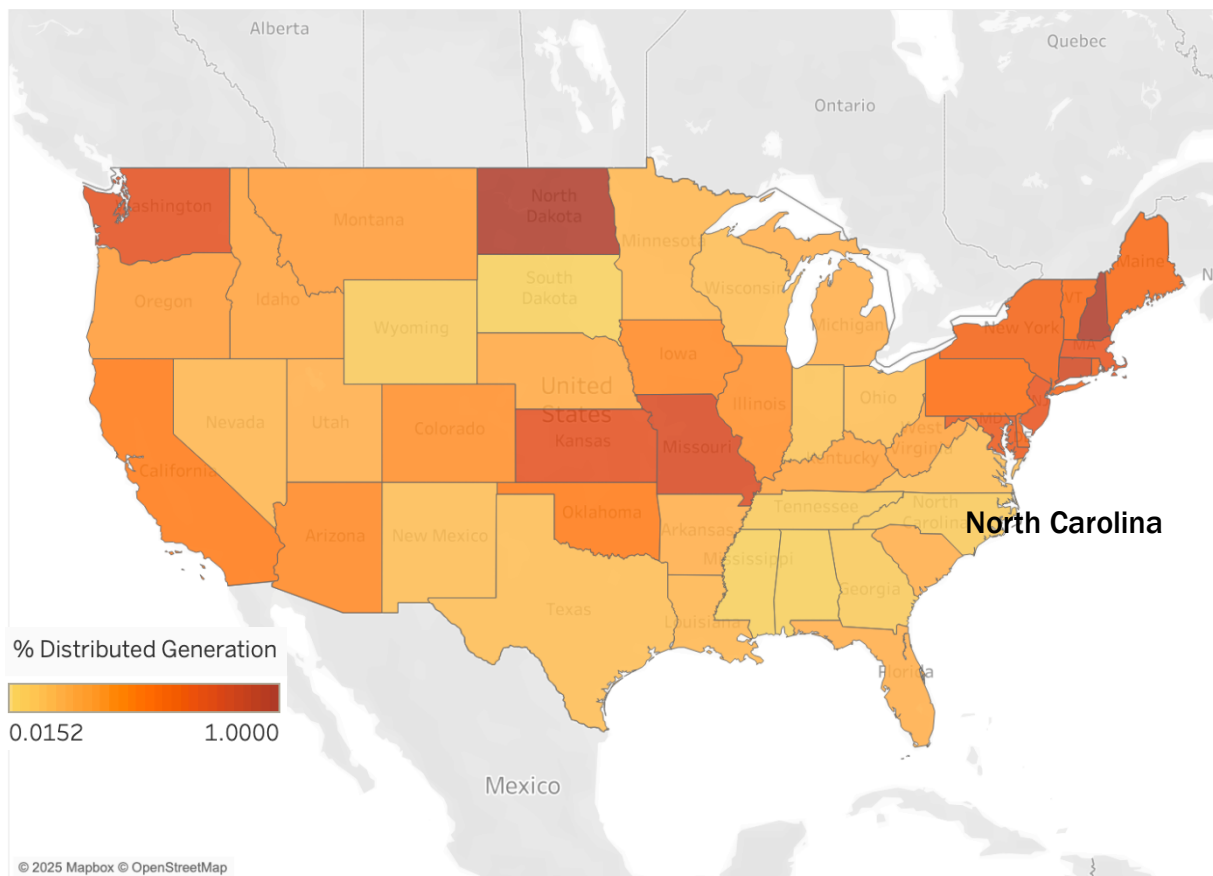 Alberta
Quebec
Ontario
Washington
Montana
North
Dakota
Minnesota
Maine
Oregon
Idaho
South
Dakota
Wisconsin
Michigan
VT
New York
MA
Wyoming
Iowa
United
States
Nevada
Utah
Colorado
Kansas
Missouri
Illinois
Ohio
West
Virginia
MD
NJ
California
Kentucky
Arizona
New Mexico
Oklahoma
Arkansas
Tennessee
North
Carolina
North Carolina
Mississippi
Georgia
Texas
Louisiana
Florida
% Distributed Generation
0.0152
1.0000
Mexico
© 2025 Mapbox © OpenStreetMap